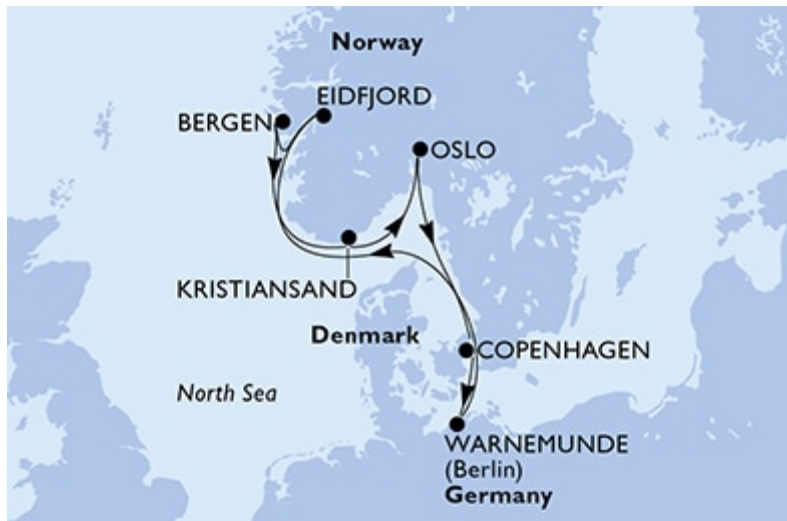 Norway
EIDFJORD
BERGEN
OSLO
KRISTIANSAND
Denmark
COPENHAGEN
North Sea
WARNEMUNDE
(Berlin)
Germany